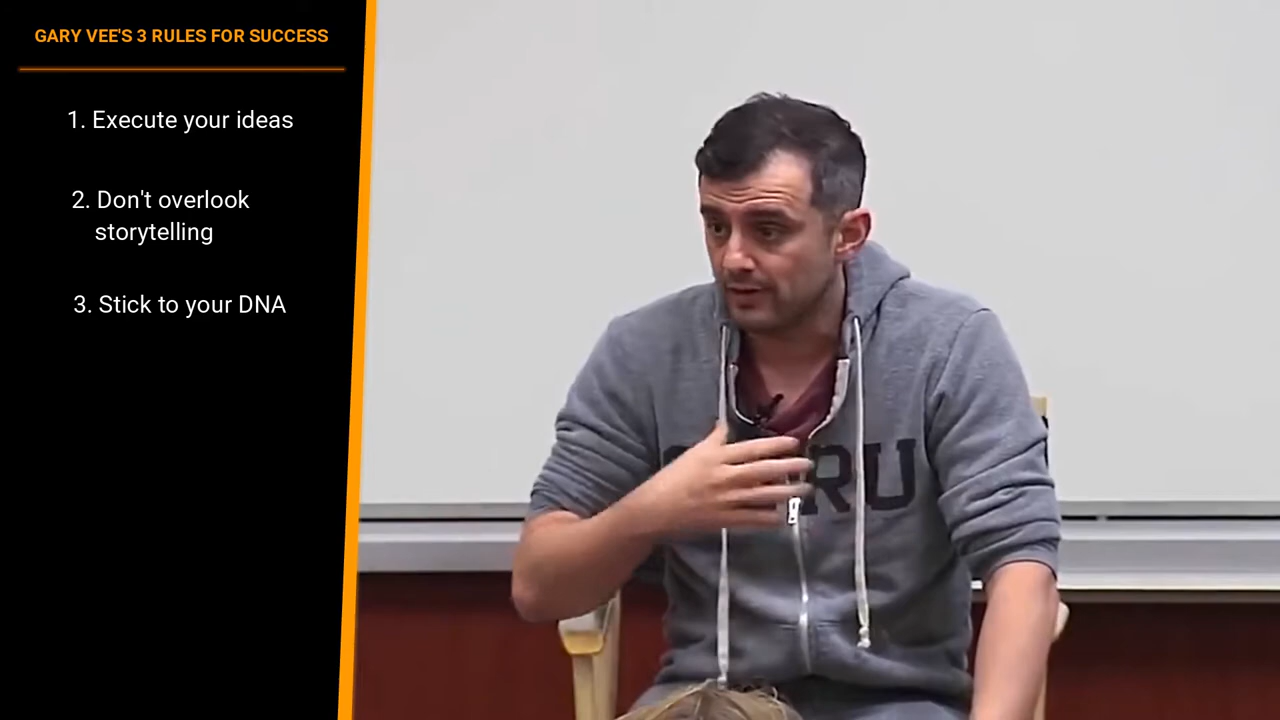 GARY VEE'S 3 RULES FOR SUCCESS
1. Execute your ideas
2. Don't overlook
storytelling
3. Stick to your DNA
RU